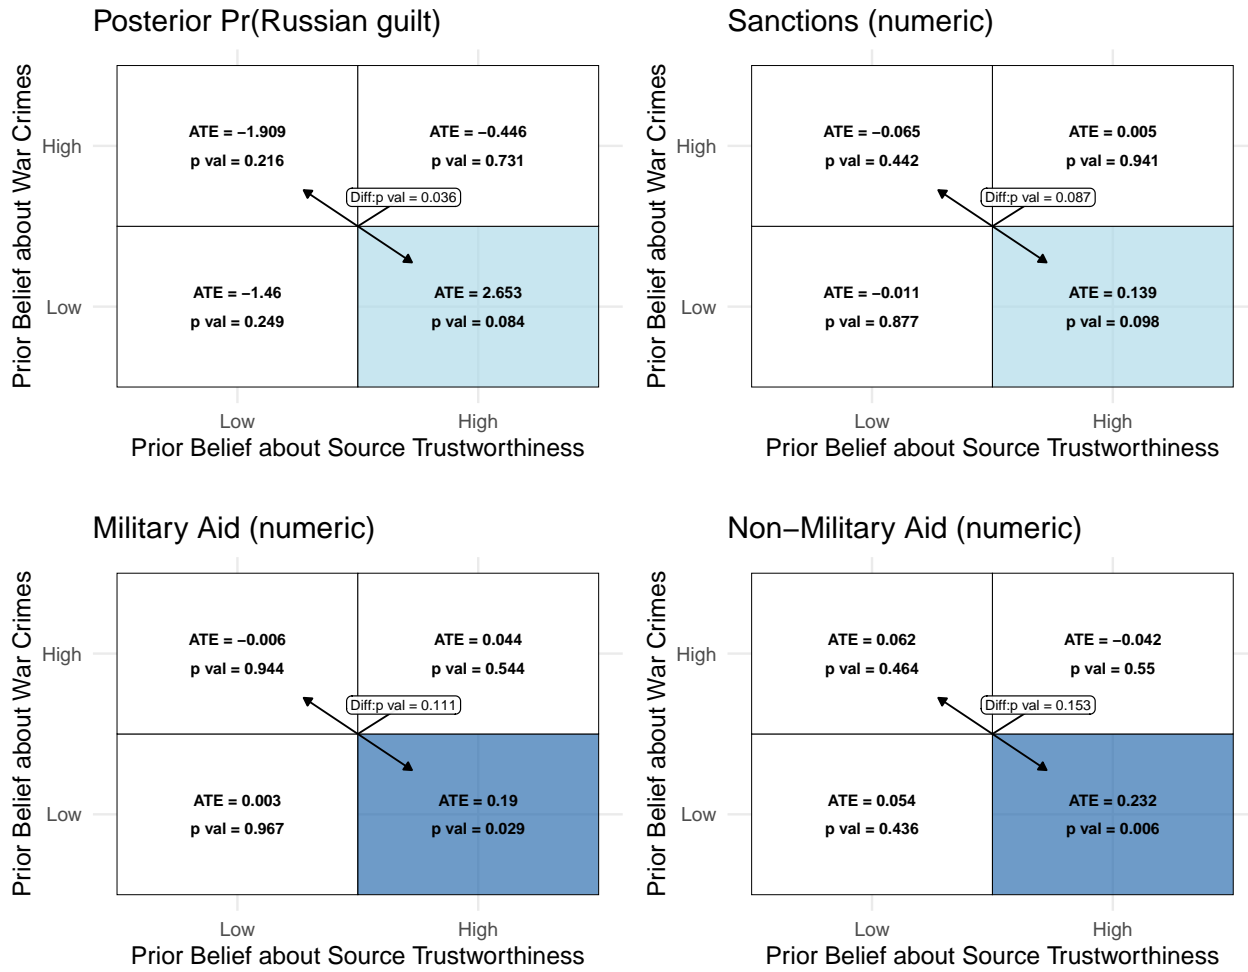 Posterior Pr(Russian guilt)
Prior Belief about War Crimes
High
Low
ATE = −1.909
p val = 0.216
ATE = −0.446
p val = 0.731
Diff:p val = 0.036
ATE = −1.46
p val = 0.249
ATE = 2.653
p val = 0.084
Low
High
Prior Belief about Source Trustworthiness
Sanctions (numeric)
Prior Belief about War Crimes
High
Low
ATE = −0.065
p val = 0.442
ATE = 0.005
p val = 0.941
Diff:p val = 0.087
ATE = −0.011
p val = 0.877
ATE = 0.139
p val = 0.098
Low
High
Prior Belief about Source Trustworthiness
Military Aid (numeric)
Prior Belief about War Crimes
High
Low
ATE = −0.006
p val = 0.944
ATE = 0.044
p val = 0.544
Diff:p val = 0.111
ATE = 0.003
p val = 0.967
ATE = 0.19
p val = 0.029
Low
High
Prior Belief about Source Trustworthiness
Non−Military Aid (numeric)
Prior Belief about War Crimes
High
Low
ATE = 0.062
p val = 0.464
ATE = −0.042
p val = 0.55
Diff:p val = 0.153
ATE = 0.054
p val = 0.436
ATE = 0.232
p val = 0.006
Low
High
Prior Belief about Source Trustworthiness